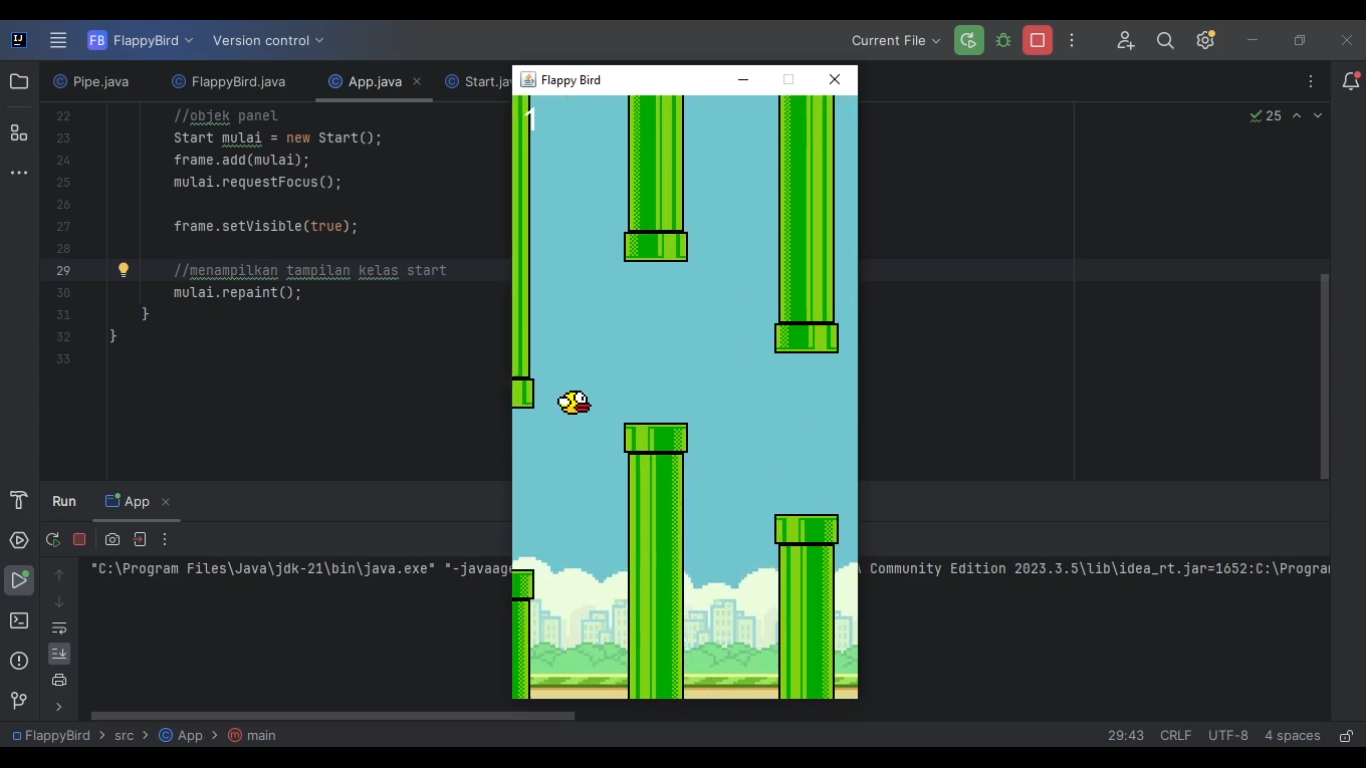 FB FlappyBird Version control Current File
Pipe.java FlappyBird.java App.java Start.ja
Flappy Bird
1
25
22 //objek panel
23 Start mulai = new Start();
24 frame.add(mulai);
25 mulai.requestFocus();
26
27 frame.setVisible(true);
28
29 //menampilkan tampilan kelas start
30 mulai.repaint();
31 }
32 }
33
Run App
"C:\Program Files\Java\jdk-21\bin\java.exe" "-javaage
Community Edition 2023.3.5\lib\idea_rt.jar=1652:C:\Program
FlappyBird > src > App > main 29:43 CRLF UTF-8 4 spaces